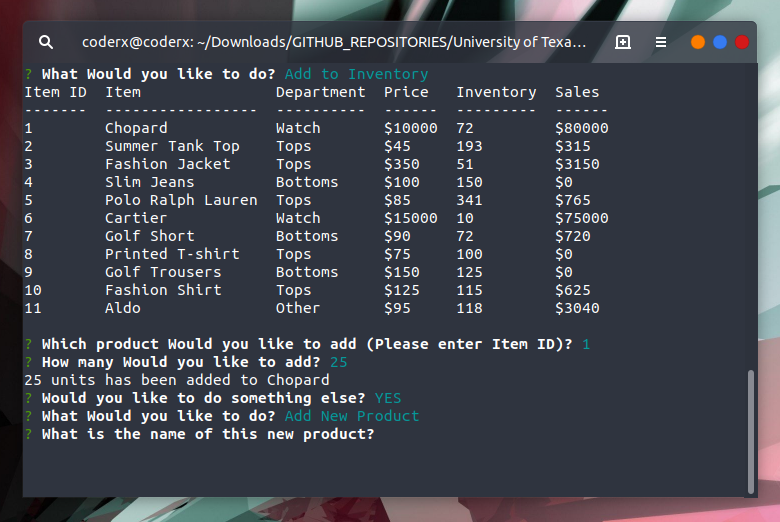 coderx@coderx: ~/Downloads/GITHUB_REPOSITORIES/University of Texa...
? What Would you like to do? Add to Inventory
Item ID  Item               Department  Price   Inventory  Sales
-------  -----------------  ----------  ------  ---------  ------
1        Chopard            Watch       $10000  72         $80000
2        Summer Tank Top    Tops        $45     193        $315
3        Fashion Jacket     Tops        $350    51         $3150
4        Slim Jeans         Bottoms     $100    150        $0
5        Polo Ralph Lauren  Tops        $85     341        $765
6        Cartier            Watch       $15000  10         $75000
7        Golf Short         Bottoms     $90     72         $720
8        Printed T-shirt    Tops        $75     100        $0
9        Golf Trousers      Bottoms     $150    125        $0
10       Fashion Shirt      Tops        $125    115        $625
11       Aldo               Other       $95     118        $3040
? Which product Would you like to add (Please enter Item ID)? 1
? How many Would you like to add? 25
25 units has been added to Chopard
? Would you like to do something else? YES
? What Would you like to do? Add New Product
? What is the name of this new product?